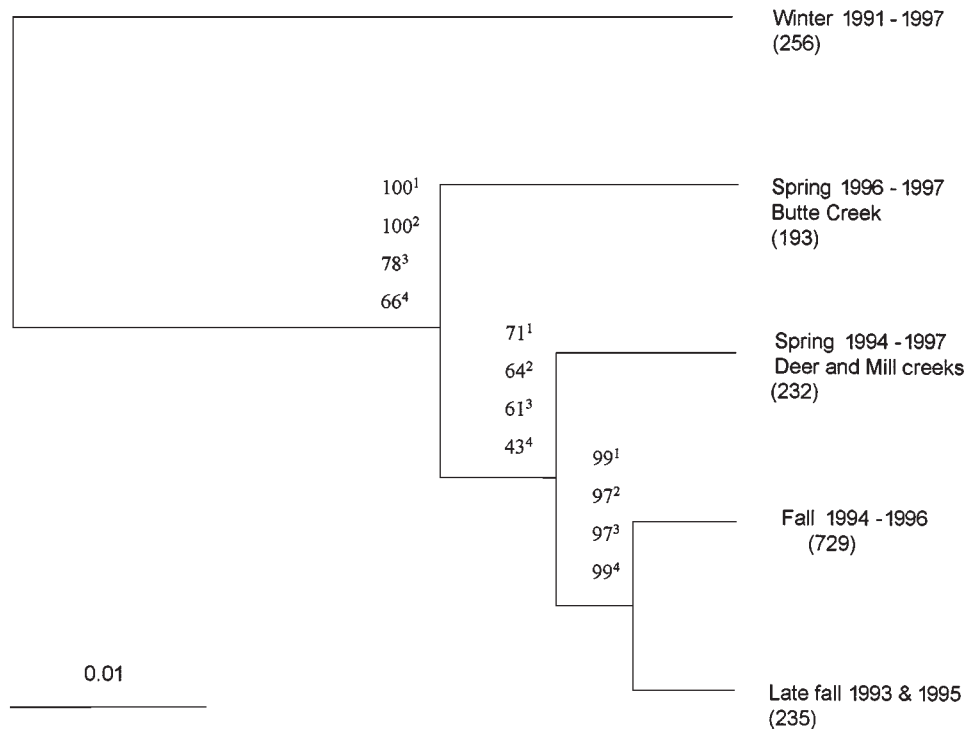 Winter 1991 - 1997
(256)
100¹
100²
78³
66⁴
Spring 1996 - 1997
Butte Creek
(193)
71¹
64²
61³
43⁴
Spring 1994 - 1997
Deer and Mill creeks
(232)
99¹
97²
97³
99⁴
Fall 1994 - 1996
(729)
Late fall 1993 & 1995
(235)
0.01